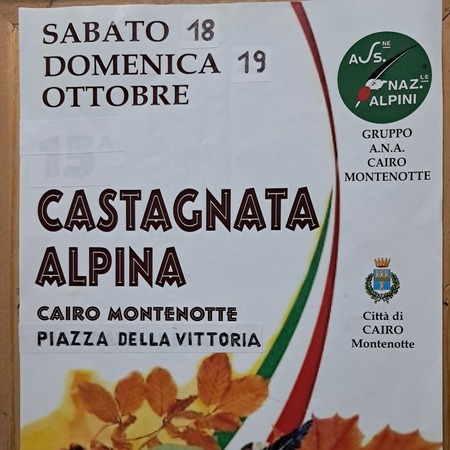 SABATO 18
DOMENICA 19
OTTOBRE
ASS.NE
NAZ.LE
ALPINI
GRUPPO
A.N.A.
CAIRO
MONTENOTTE
CASTAGNATA
ALPINA
CAIRO MONTENOTTE
PIAZZA DELLA VITTORIA
Città di
CAIRO
Montenotte